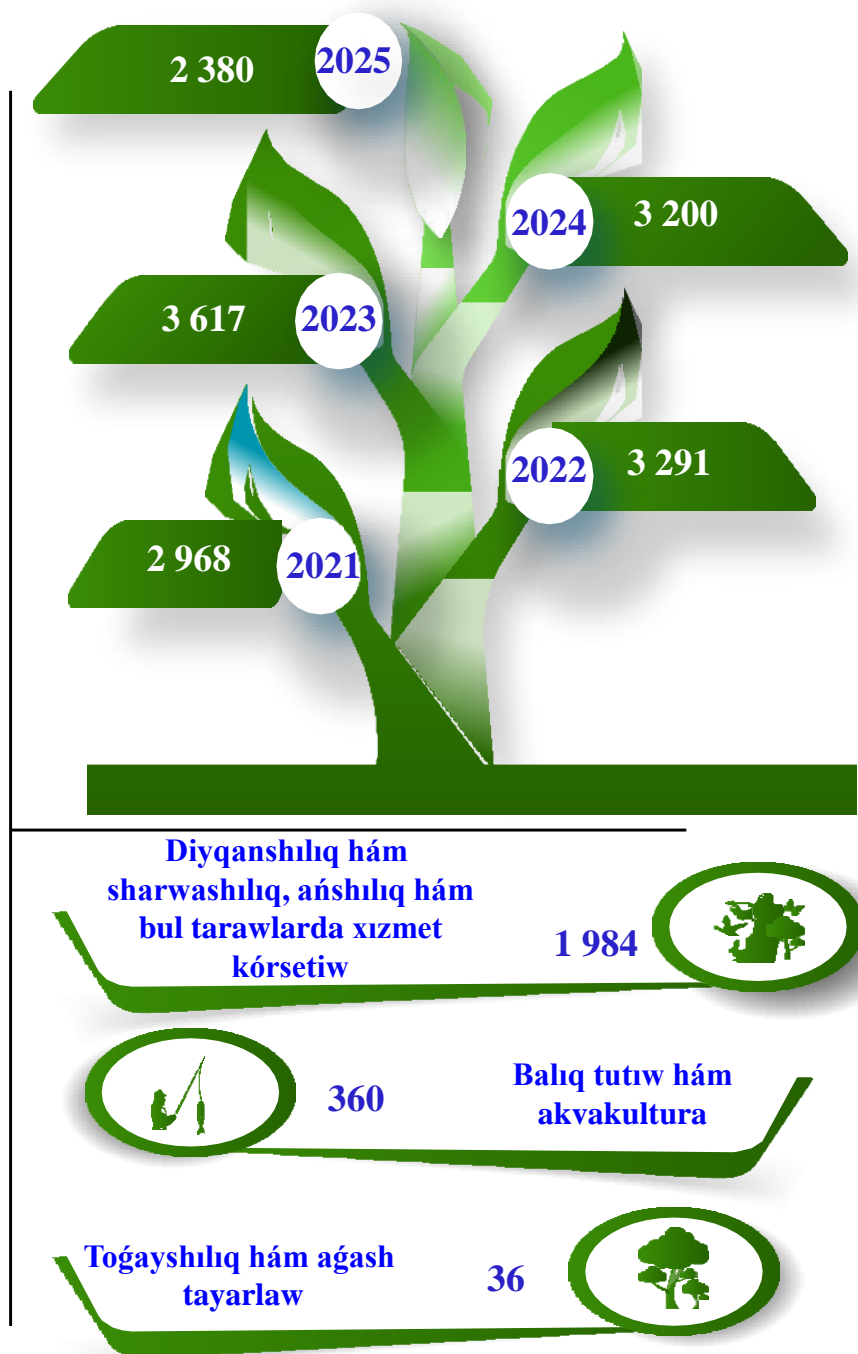 2 380
2025
2024
3 200
3 617
2023
2022
3 291
2 968
2021
Diyqanshılıq hám
sharwashılıq, ańshılıq hám
bul tarawlarda xızmet
kórsetiw
1 984
360
Balıq tutıw hám
akvakultura
Toǵayshılıq hám aǵash
tayarlaw
36